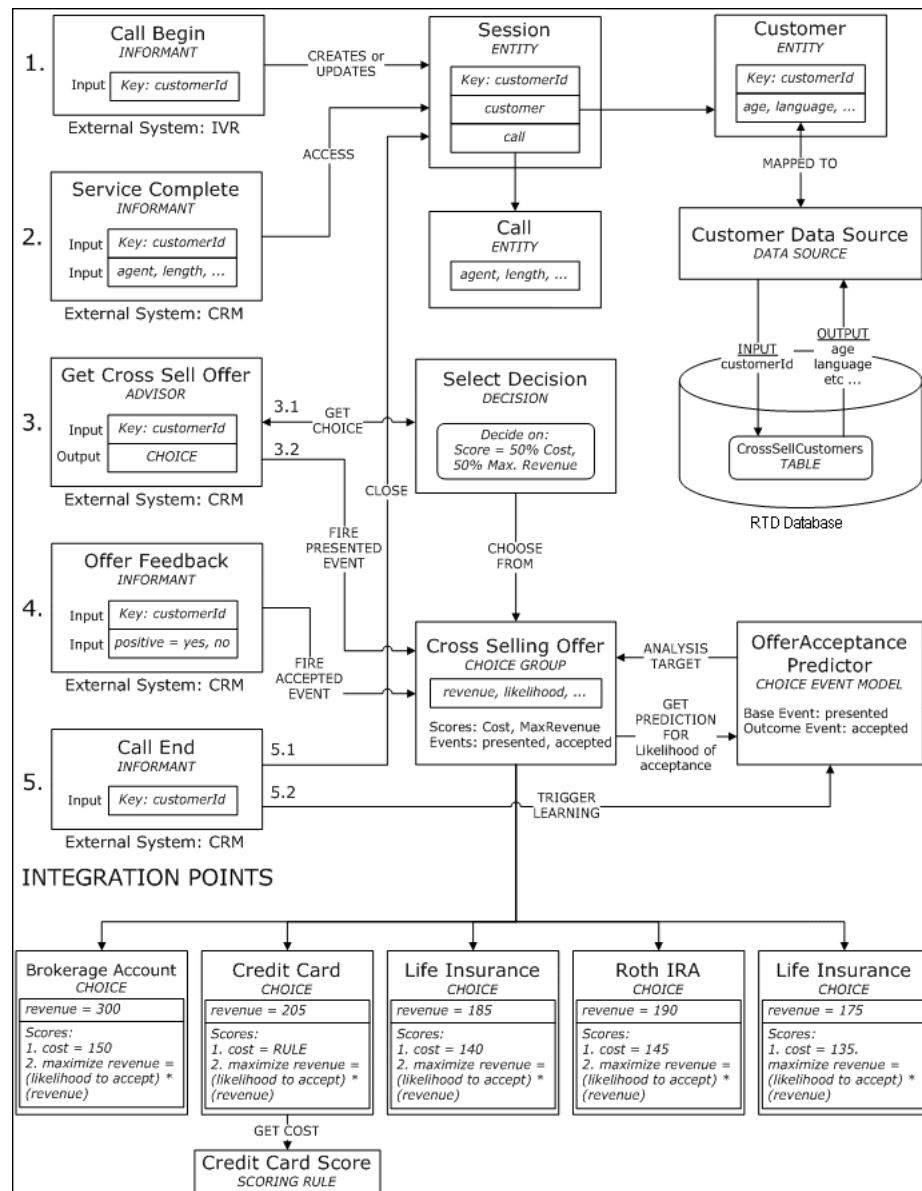 1.
Call Begin
INFORMANT
Input
Key: customerId
External System: IVR
CREATES or
UPDATES
Session
ENTITY
Key: customerId
customer
call
Customer
ENTITY
Key: customerId
age, language, ...
ACCESS
MAPPED TO
2.
Service Complete
INFORMANT
Input
Key: customerId
Input
agent, length, ...
External System: CRM
Call
ENTITY
agent, length, ...
Customer Data Source
DATA SOURCE
INPUT
customerId
OUTPUT
age
language
etc ...
CrossSellCustomers
TABLE
RTD Database
3.
Get Cross Sell Offer
ADVISOR
Input
Key: customerId
Output
CHOICE
External System: CRM
3.1
GET
CHOICE
3.2
Select Decision
DECISION
Decide on:
Score = 50% Cost,
50% Max. Revenue
CLOSE
FIRE
PRESENTED
EVENT
CHOOSE
FROM
4.
Offer Feedback
INFORMANT
Input
Key: customerId
Input
positive = yes, no
External System: CRM
FIRE
ACCEPTED
EVENT
Cross Selling Offer
CHOICE GROUP
revenue, likelihood, ...
Scores: Cost, MaxRevenue
Events: presented, accepted
ANALYSIS
TARGET
GET
PREDICTION
FOR
Likelihood of
acceptance
OfferAcceptance
Predictor
CHOICE EVENT MODEL
Base Event: presented
Outcome Event: accepted
5.
Call End
INFORMANT
Input
Key: customerId
External System: CRM
5.1
5.2
TRIGGER
LEARNING
INTEGRATION POINTS
Brokerage Account
CHOICE
revenue = 300
Scores:
1. cost = 150
2. maximize revenue =
(likelihood to accept) *
(revenue)
Credit Card
CHOICE
revenue = 205
Scores:
1. cost = RULE
2. maximize revenue =
(likelihood to accept) *
(revenue)
Life Insurance
CHOICE
revenue = 185
Scores:
1. cost = 140
2. maximize revenue =
(likelihood to accept) *
(revenue)
Roth IRA
CHOICE
revenue = 190
Scores:
1. cost = 145
2. maximize revenue =
(likelihood to accept) *
(revenue)
Life Insurance
CHOICE
revenue = 175
Scores:
1. cost = 135.
maximize revenue =
(likelihood to accept) *
(revenue)
GET COST
Credit Card Score
SCORING RULE